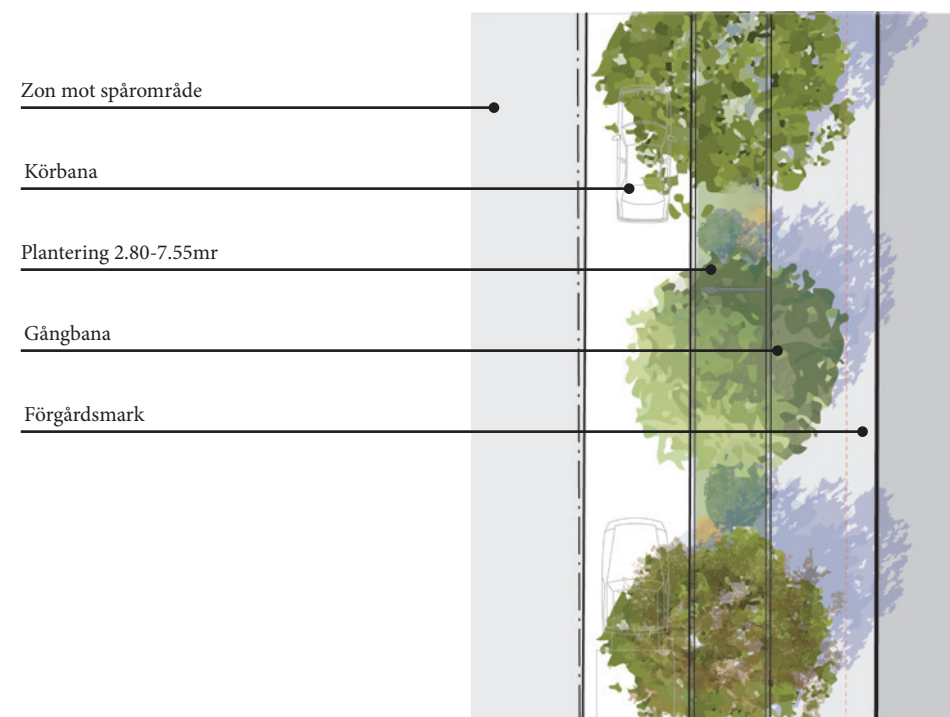 Zon mot spårområde
Körbana
Plantering 2.80-7.55mr
Gångbana
Förgårdsmark